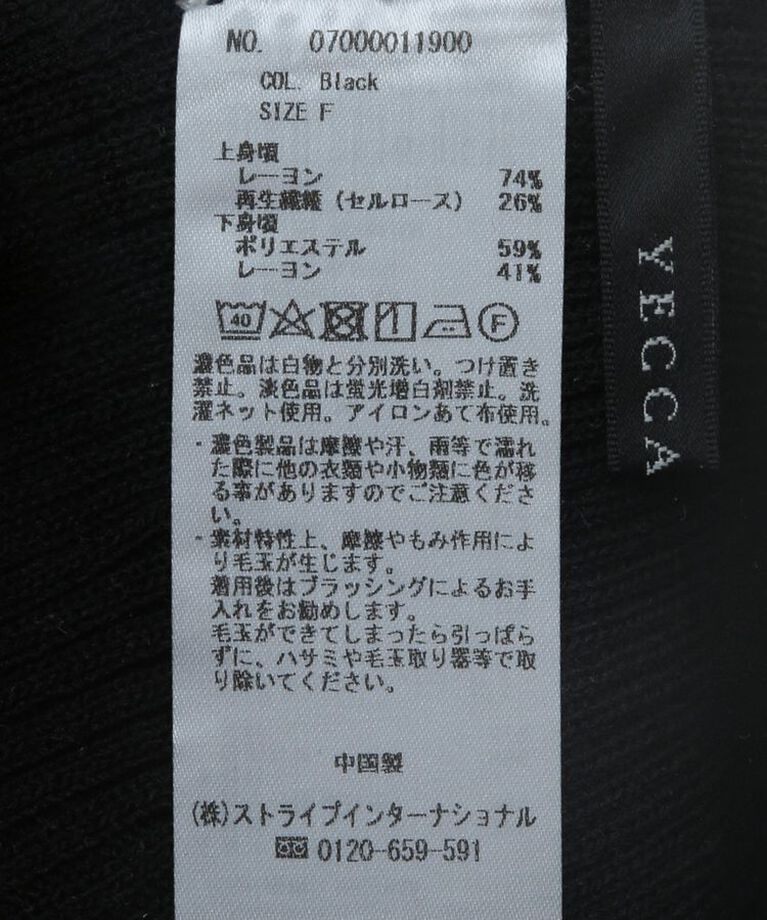 NO. 07000011900
COL. Black
SIZE F
上身頃
レーヨン 74%
再生繊維(セルロース) 26%
下身頃
ポリエステル 59%
レーヨン 41%
40
F
濃色品は白物と分別洗い。つけ置き
禁止。淡色品は蛍光増白剤禁止。洗
濯ネット使用。アイロンあて布使用。
・濃色製品は摩擦や汗、雨等で濡れ
た際に他の衣類や小物類に色が移
る事がありますのでご注意くださ
い。
・素材特性上、摩擦やもみ作用によ
り毛玉が生じます。
着用後はブラッシングによるお手
入れをお勧めします。
毛玉ができてしまったら引っぱら
ずに、ハサミや毛玉取り器等で取
り除いてください。
中国製
(株)ストライプインターナショナル
0120-659-591
YECCA